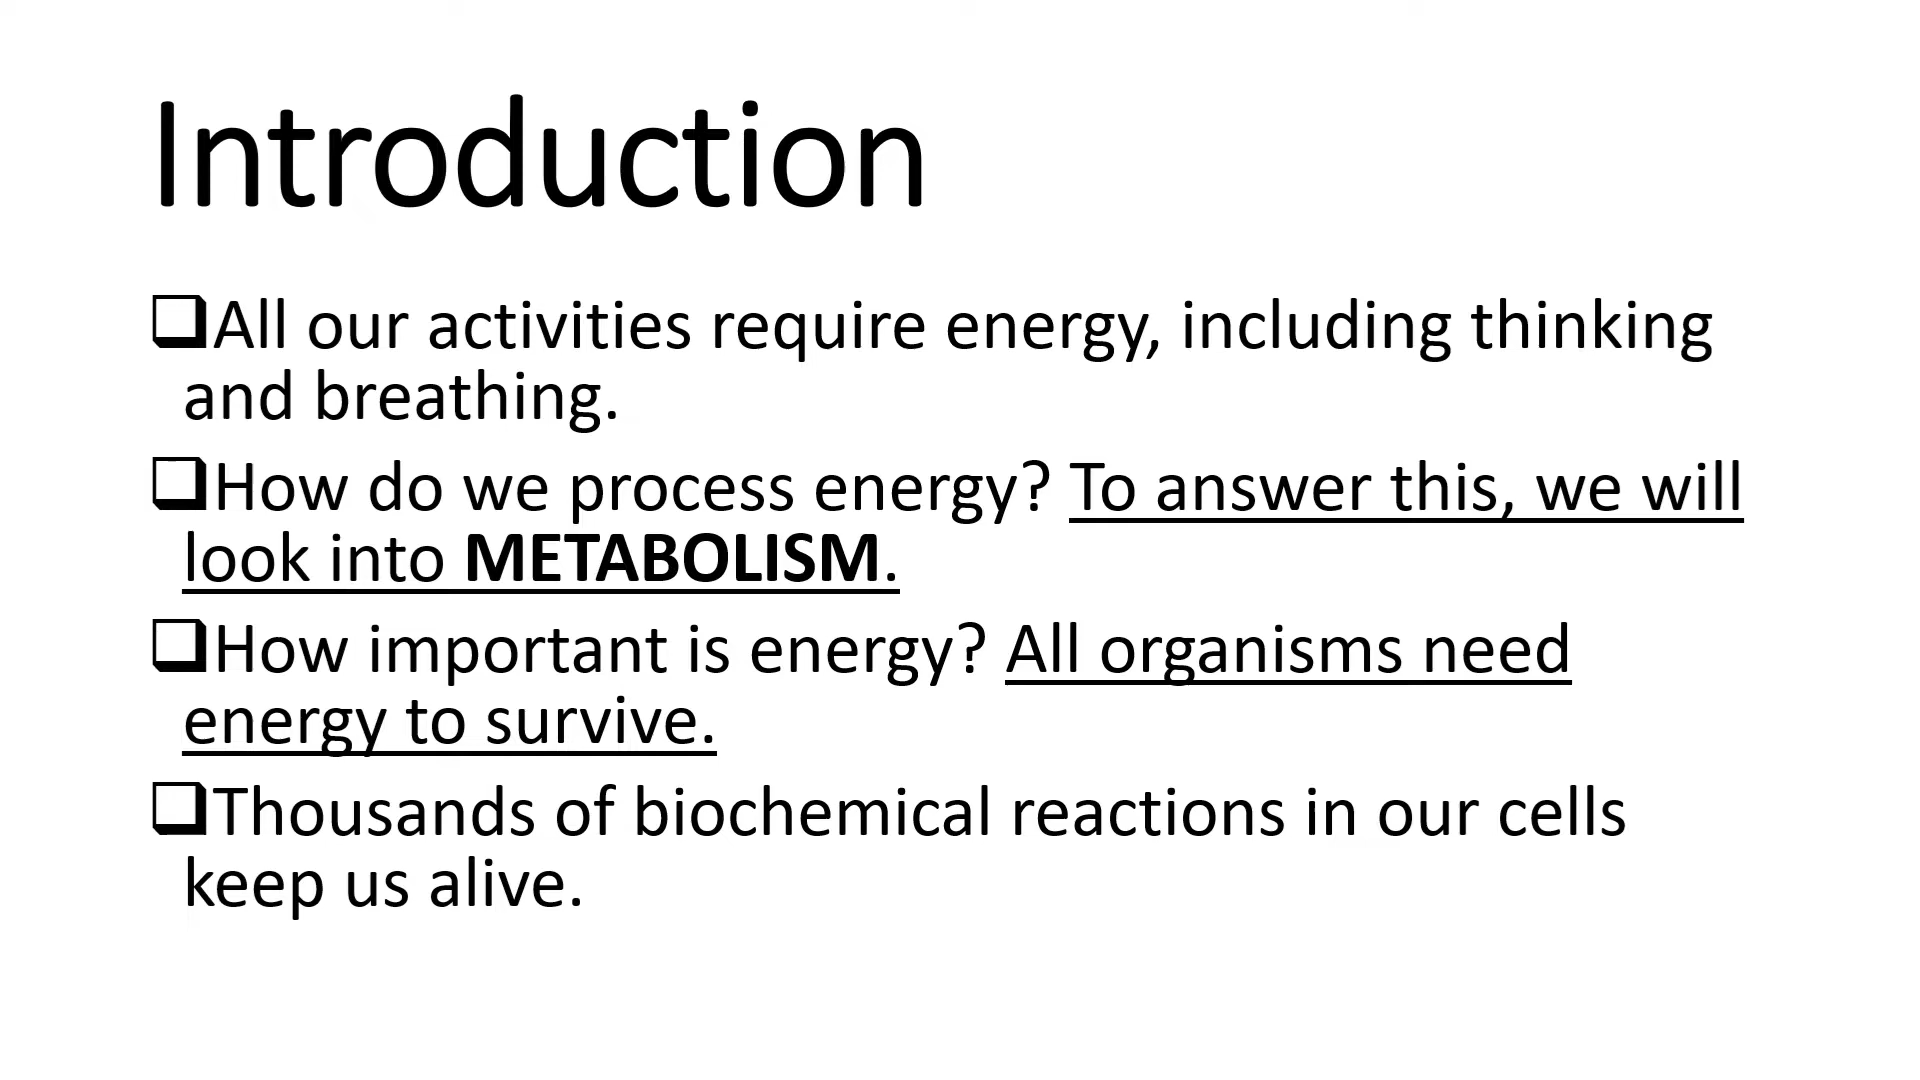 Introduction
❑All our activities require energy, including thinking
and breathing.
❑How do we process energy? To answer this, we will
look into METABOLISM.
❑How important is energy? All organisms need
energy to survive.
❑Thousands of biochemical reactions in our cells
keep us alive.